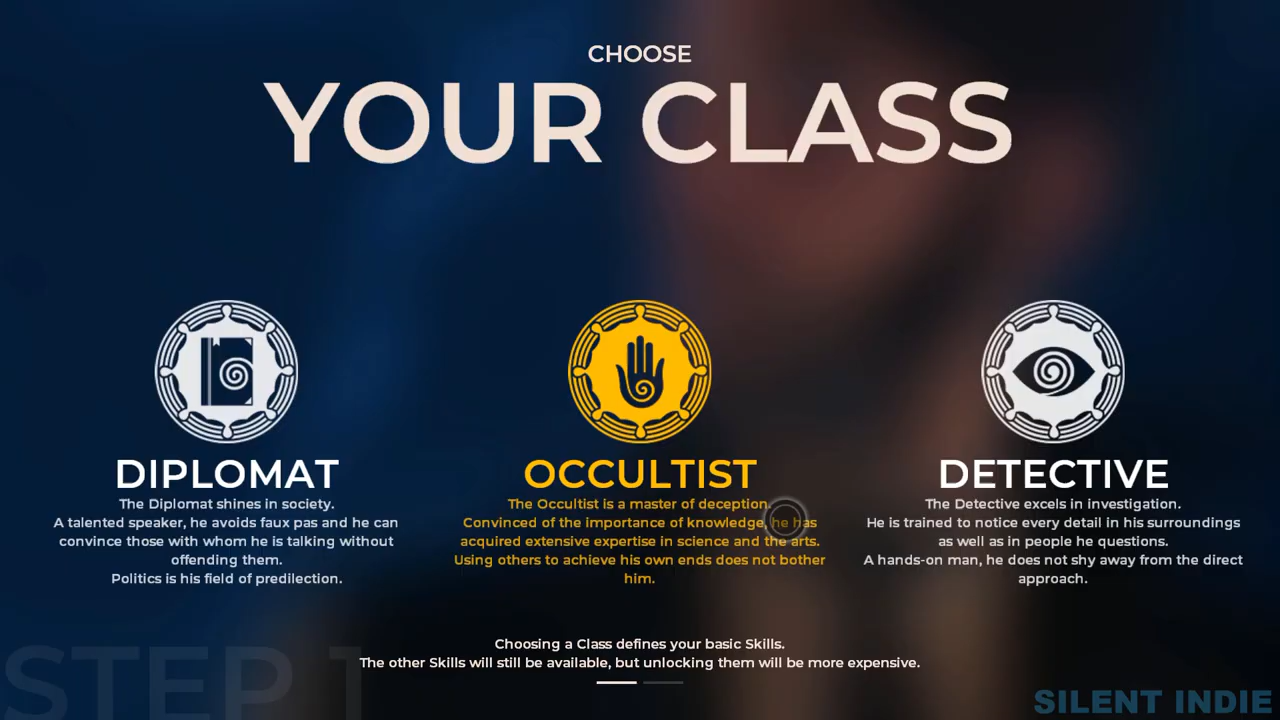 CHOOSE
YOUR CLASS
DIPLOMAT
The Diplomat shines in society.
A talented speaker, he avoids faux pas and he can
convince those with whom he is talking without
offending them.
Politics is his field of predilection.
OCCULTIST
The Occultist is a master of deception.
Convinced of the importance of knowledge, he has
acquired extensive expertise in science and the arts.
Using others to achieve his own ends does not bother
him.
DETECTIVE
The Detective excels in investigation.
He is trained to notice every detail in his surroundings
as well as in people he questions.
A hands-on man, he does not shy away from the direct
approach.
Choosing a Class defines your basic Skills.
The other Skills will still be available, but unlocking them will be more expensive.
STEP 1
SILENT INDIE